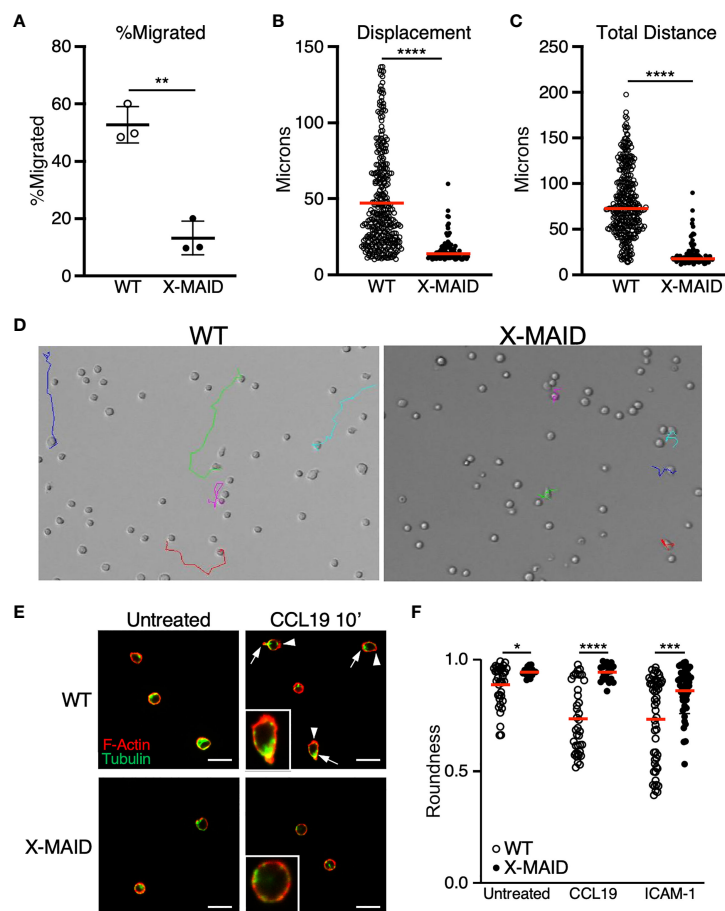 A
%Migrated
**
%Migrated
80
60
40
20
0
WT X-MAID
B
Displacement
****
Microns
150
100
50
0
WT X-MAID
C
Total Distance
****
Microns
250
200
150
100
50
0
WT X-MAID
D
WT X-MAID
E
Untreated CCL19 10'
WT
F-Actin
Tubulin
X-MAID
F
* **** ***
Roundness
1.0
0.5
0.0
WT
X-MAID
Untreated CCL19 ICAM-1